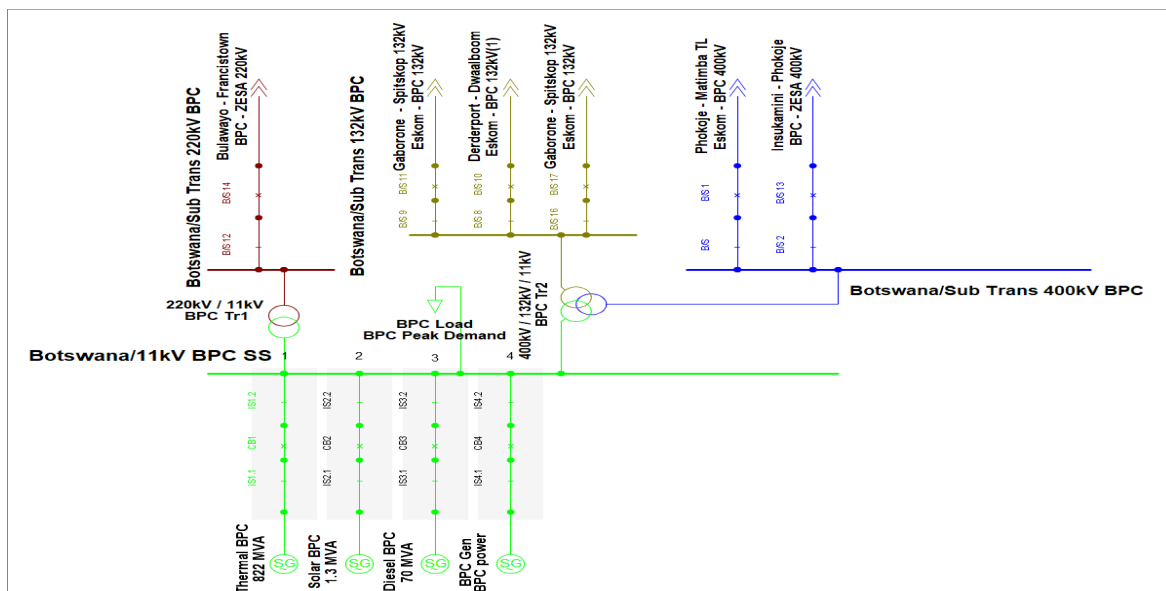 Botswana/Sub Trans 220kV BPC
Bulawayo - Francistown
BPC - ZESA 220kV
B/S14
B/S12
Botswana/Sub Trans 132kV BPC
Gaborone - Spitskop 132kV
Eskom - BPC 132kV
B/S11
B/S 9
Derderport - Dwaalboom
Eskom - BPC 132kV(1)
B/S10
B/S 8
Gaborone - Spitskop 132kV
Eskom - BPC 132kV
B/S17
B/S16
Phokoje - Matimba TL
Eskom - BPC 400kV
B/S 1
B/S
Insukamini - Phokoje
BPC - ZESA 400kV
B/S13
B/S 2
Botswana/Sub Trans 400kV BPC
220kV / 11kV
BPC Tr1
BPC Load
BPC Peak Demand
400kV / 132kV / 11kV
BPC Tr2
Botswana/11kV BPC SS
1
2
3
4
IS1.2
CB1
IS1.1
IS2.2
CB2
IS2.1
IS3.2
CB3
IS3.1
IS4.2
CB4
IS4.1
Thermal BPC
822 MVA
SG
Solar BPC
1.3 MVA
SG
Diesel BPC
70 MVA
SG
BPC Gen
BPC power
SG